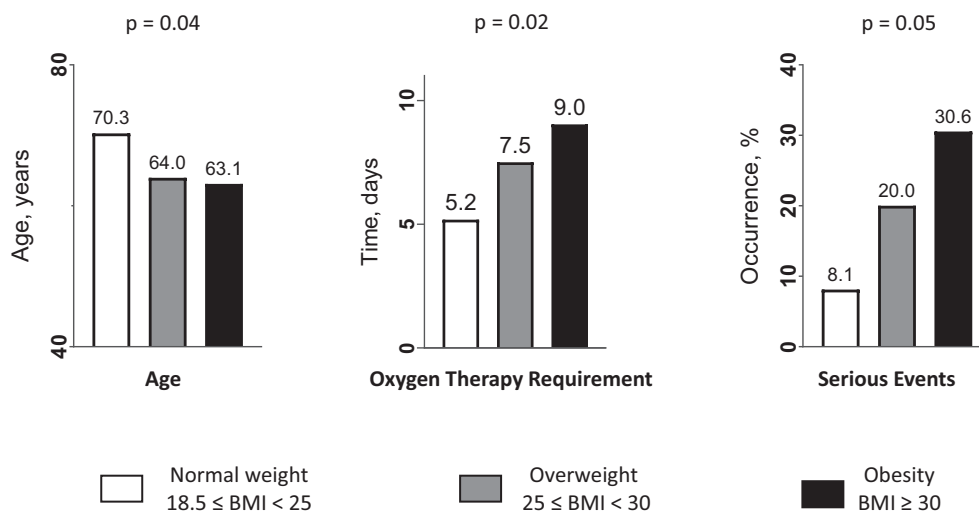 p = 0.04
80
40
Age, years
70.3
64.0
63.1
Age
p = 0.02
10
5
0
Time, days
5.2
7.5
9.0
Oxygen Therapy Requirement
p = 0.05
40
30
20
10
0
Occurrence, %
8.1
20.0
30.6
Serious Events
Normal weight
18.5 ≤ BMI < 25
Overweight
25 ≤ BMI < 30
Obesity
BMI ≥ 30